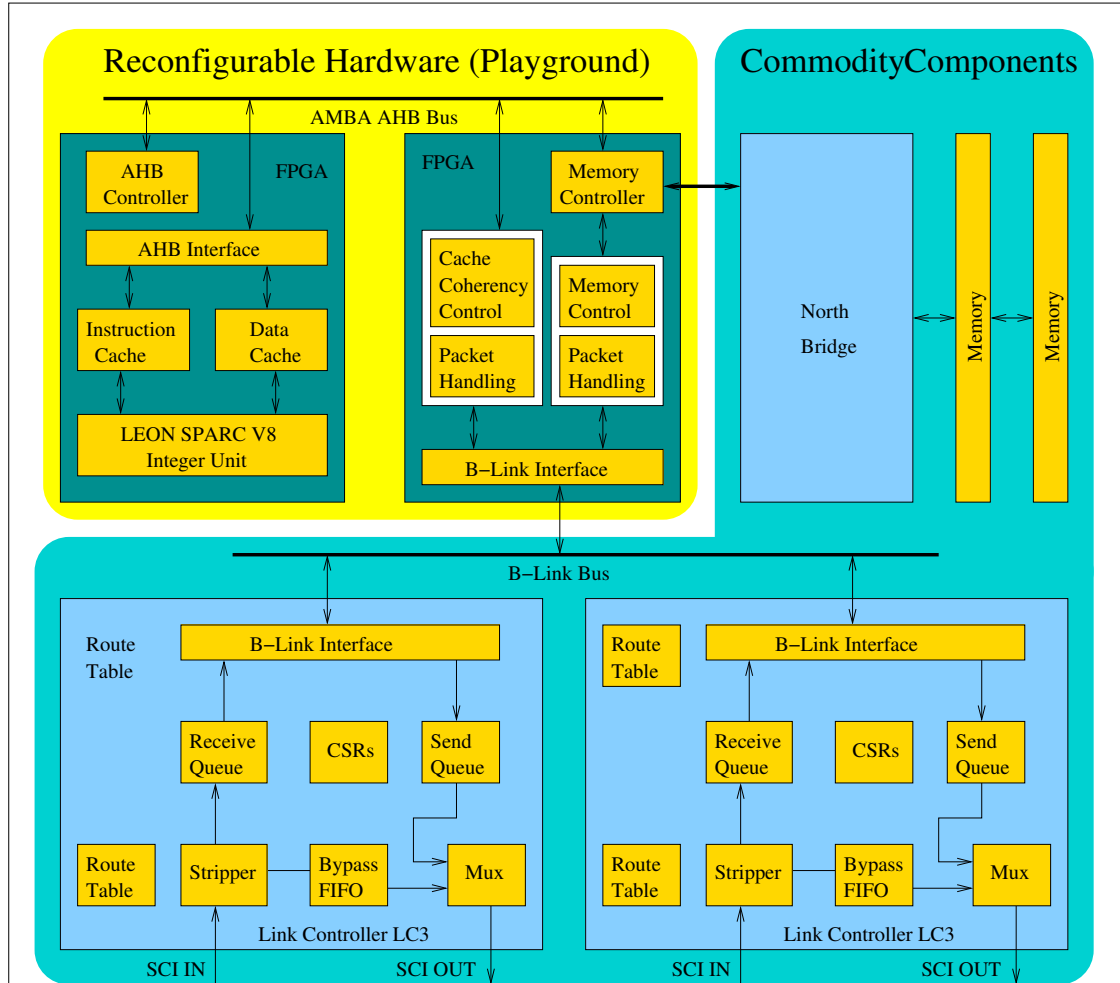 Reconfigurable Hardware (Playground)
CommodityComponents
AMBA AHB Bus
AHB
Controller
FPGA
AHB Interface
Instruction
Cache
Data
Cache
LEON SPARC V8
Integer Unit
FPGA
Memory
Controller
Cache
Coherency
Control
Packet
Handling
Memory
Control
Packet
Handling
B−Link Interface
North
Bridge
Memory
Memory
B−Link Bus
Route
Table
B−Link Interface
Receive
Queue
CSRs
Send
Queue
Route
Table
Stripper
Bypass
FIFO
Mux
Link Controller LC3
SCI IN
SCI OUT
Route
Table
B−Link Interface
Receive
Queue
CSRs
Send
Queue
Route
Table
Stripper
Bypass
FIFO
Mux
Link Controller LC3
SCI IN
SCI OUT